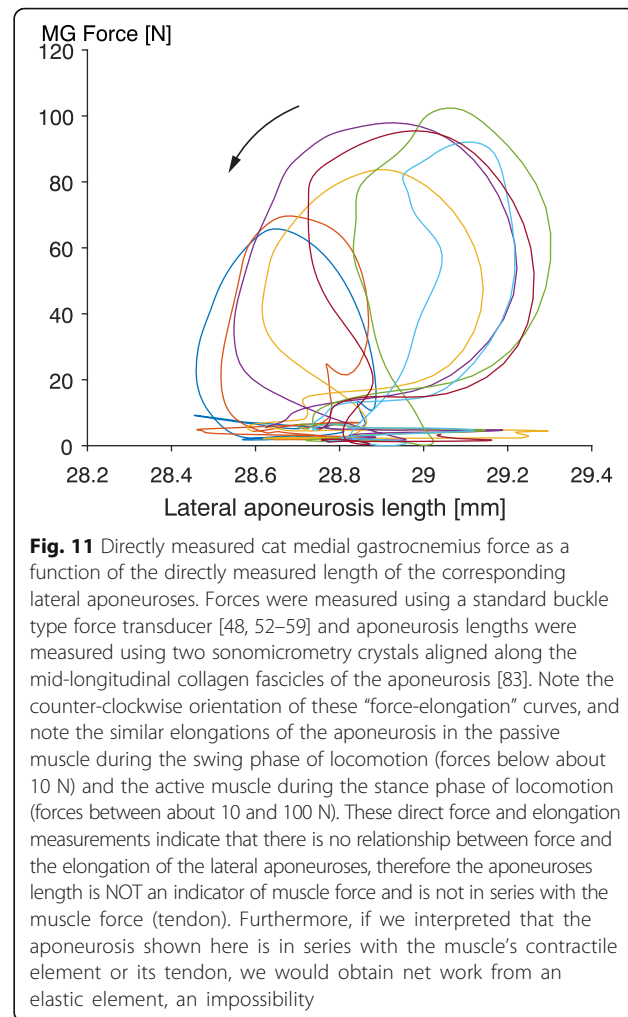 MG Force [N]
120
100
80
60
40
20
0
28.2 28.4 28.6 28.8 29 29.2 29.4
Lateral aponeurosis length [mm]
Fig. 11 Directly measured cat medial gastrocnemius force as a
function of the directly measured length of the corresponding
lateral aponeuroses. Forces were measured using a standard buckle
type force transducer [48, 52–59] and aponeurosis lengths were
measured using two sonomicrometry crystals aligned along the
mid-longitudinal collagen fascicles of the aponeurosis [83]. Note the
counter-clockwise orientation of these “force-elongation” curves, and
note the similar elongations of the aponeurosis in the passive
muscle during the swing phase of locomotion (forces below about
10 N) and the active muscle during the stance phase of locomotion
(forces between about 10 and 100 N). These direct force and elongation
measurements indicate that there is no relationship between force and
the elongation of the lateral aponeuroses, therefore the aponeuroses
length is NOT an indicator of muscle force and is not in series with the
muscle force (tendon). Furthermore, if we interpreted that the
aponeurosis shown here is in series with the muscle’s contractile
element or its tendon, we would obtain net work from an
elastic element, an impossibility